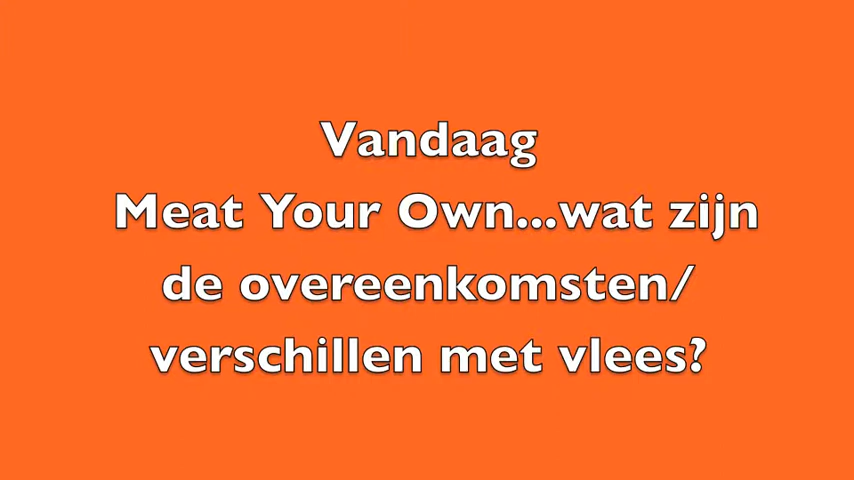 Vandaag
Meat Your Own...wat zijn
de overeenkomsten/
verschillen met vlees?